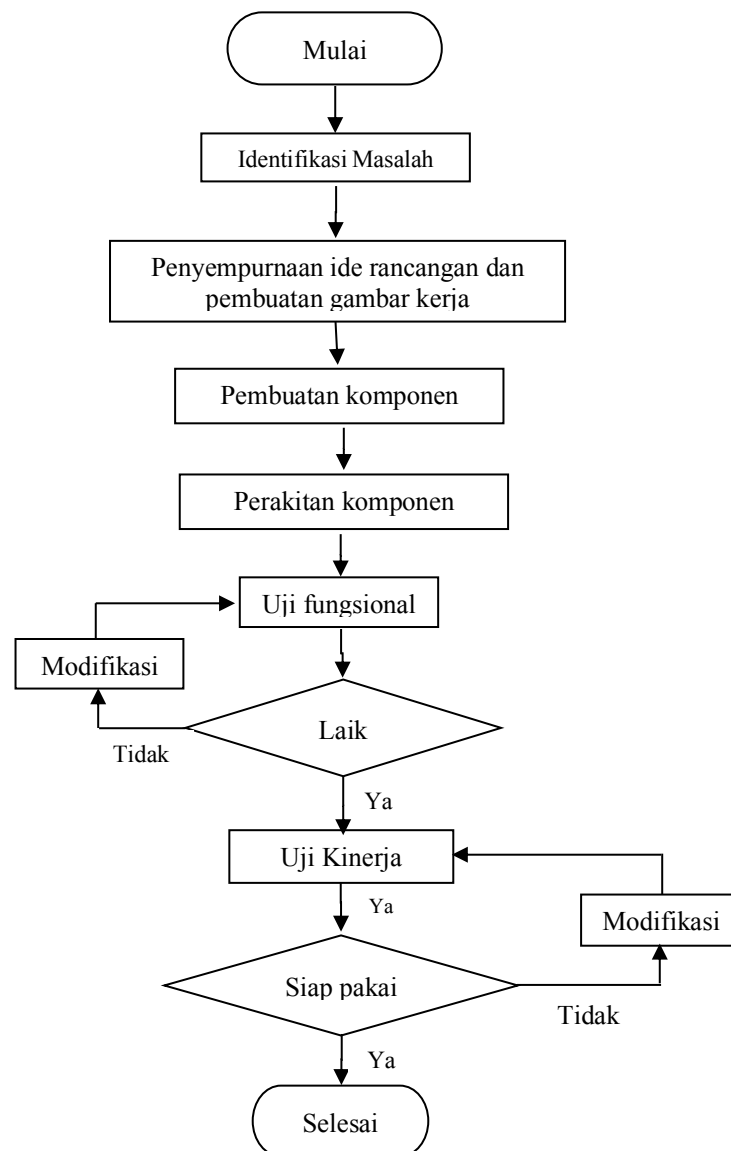 Mulai
Identifikasi Masalah
Penyempurnaan ide rancangan dan
pembuatan gambar kerja
Pembuatan komponen
Perakitan komponen
Uji fungsional
Modifikasi
Laik
Tidak
Ya
Uji Kinerja
Ya
Modifikasi
Siap pakai
Tidak
Ya
Selesai